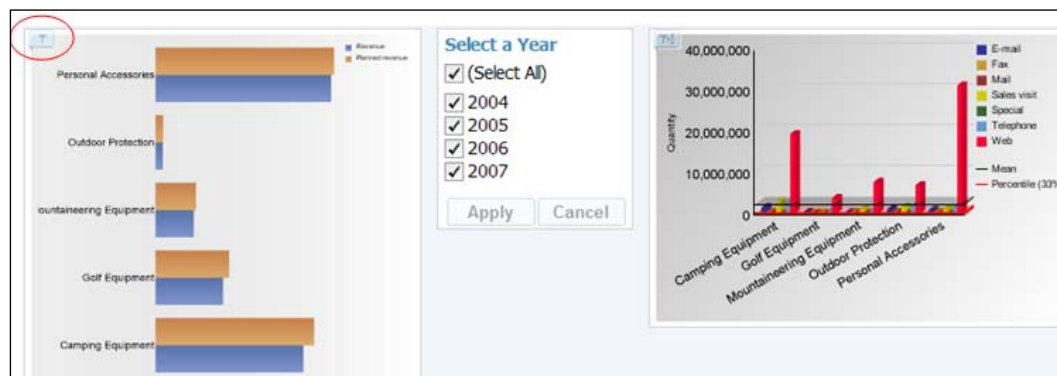 Revenue
Planned revenue
Personal Accessories
Outdoor Protection
ountaineering Equipment
Golf Equipment
Camping Equipment
Select a Year
(Select All)
2004
2005
2006
2007
Apply Cancel
40,000,000
30,000,000
20,000,000
10,000,000
0
Quantity
Camping Equipment
Golf Equipment
Mountaineering Equipment
Outdoor Protection
Personal Accessories
E-mail
Fax
Mail
Sales visit
Special
Telephone
Web
Mean
Percentile (33%